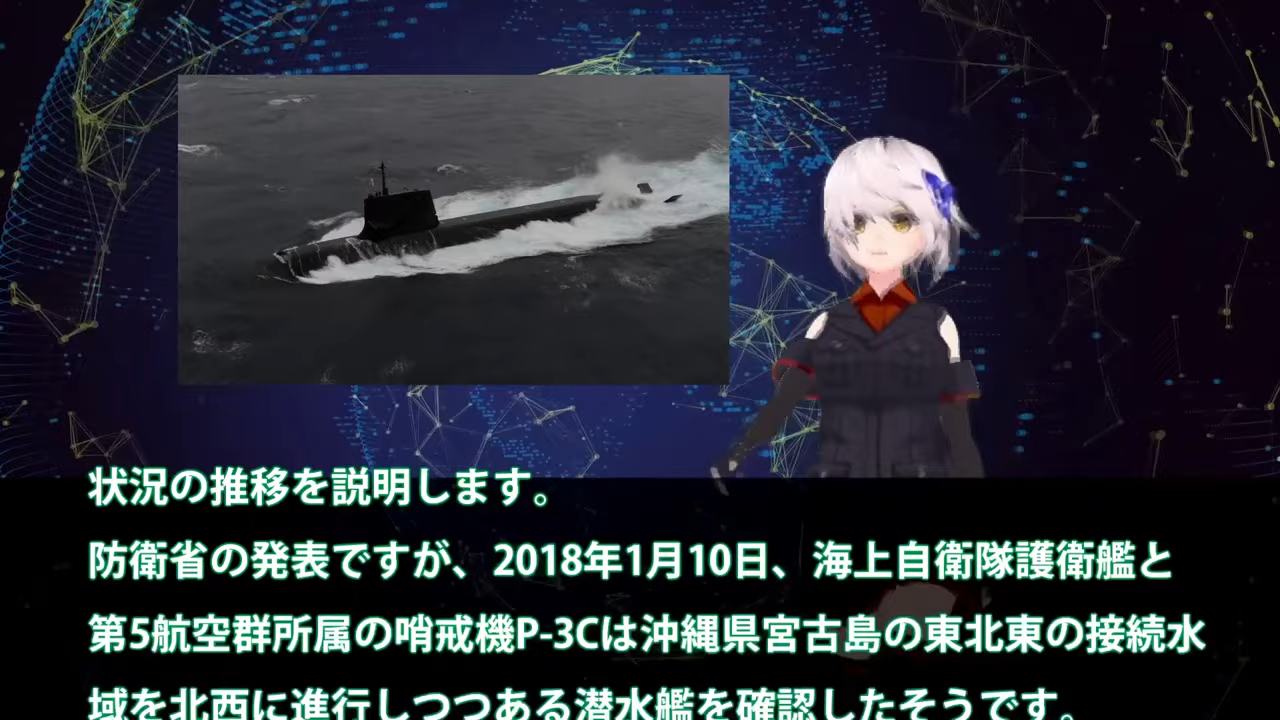 状況の推移を説明します。
防衛省の発表ですが、2018年1月10日、海上自衛隊護衛艦と
第5航空群所属の哨戒機P-3Cは沖縄県宮古島の東北東の接続水
域を北西に進行しつつある潜水艦を確認したそうです。